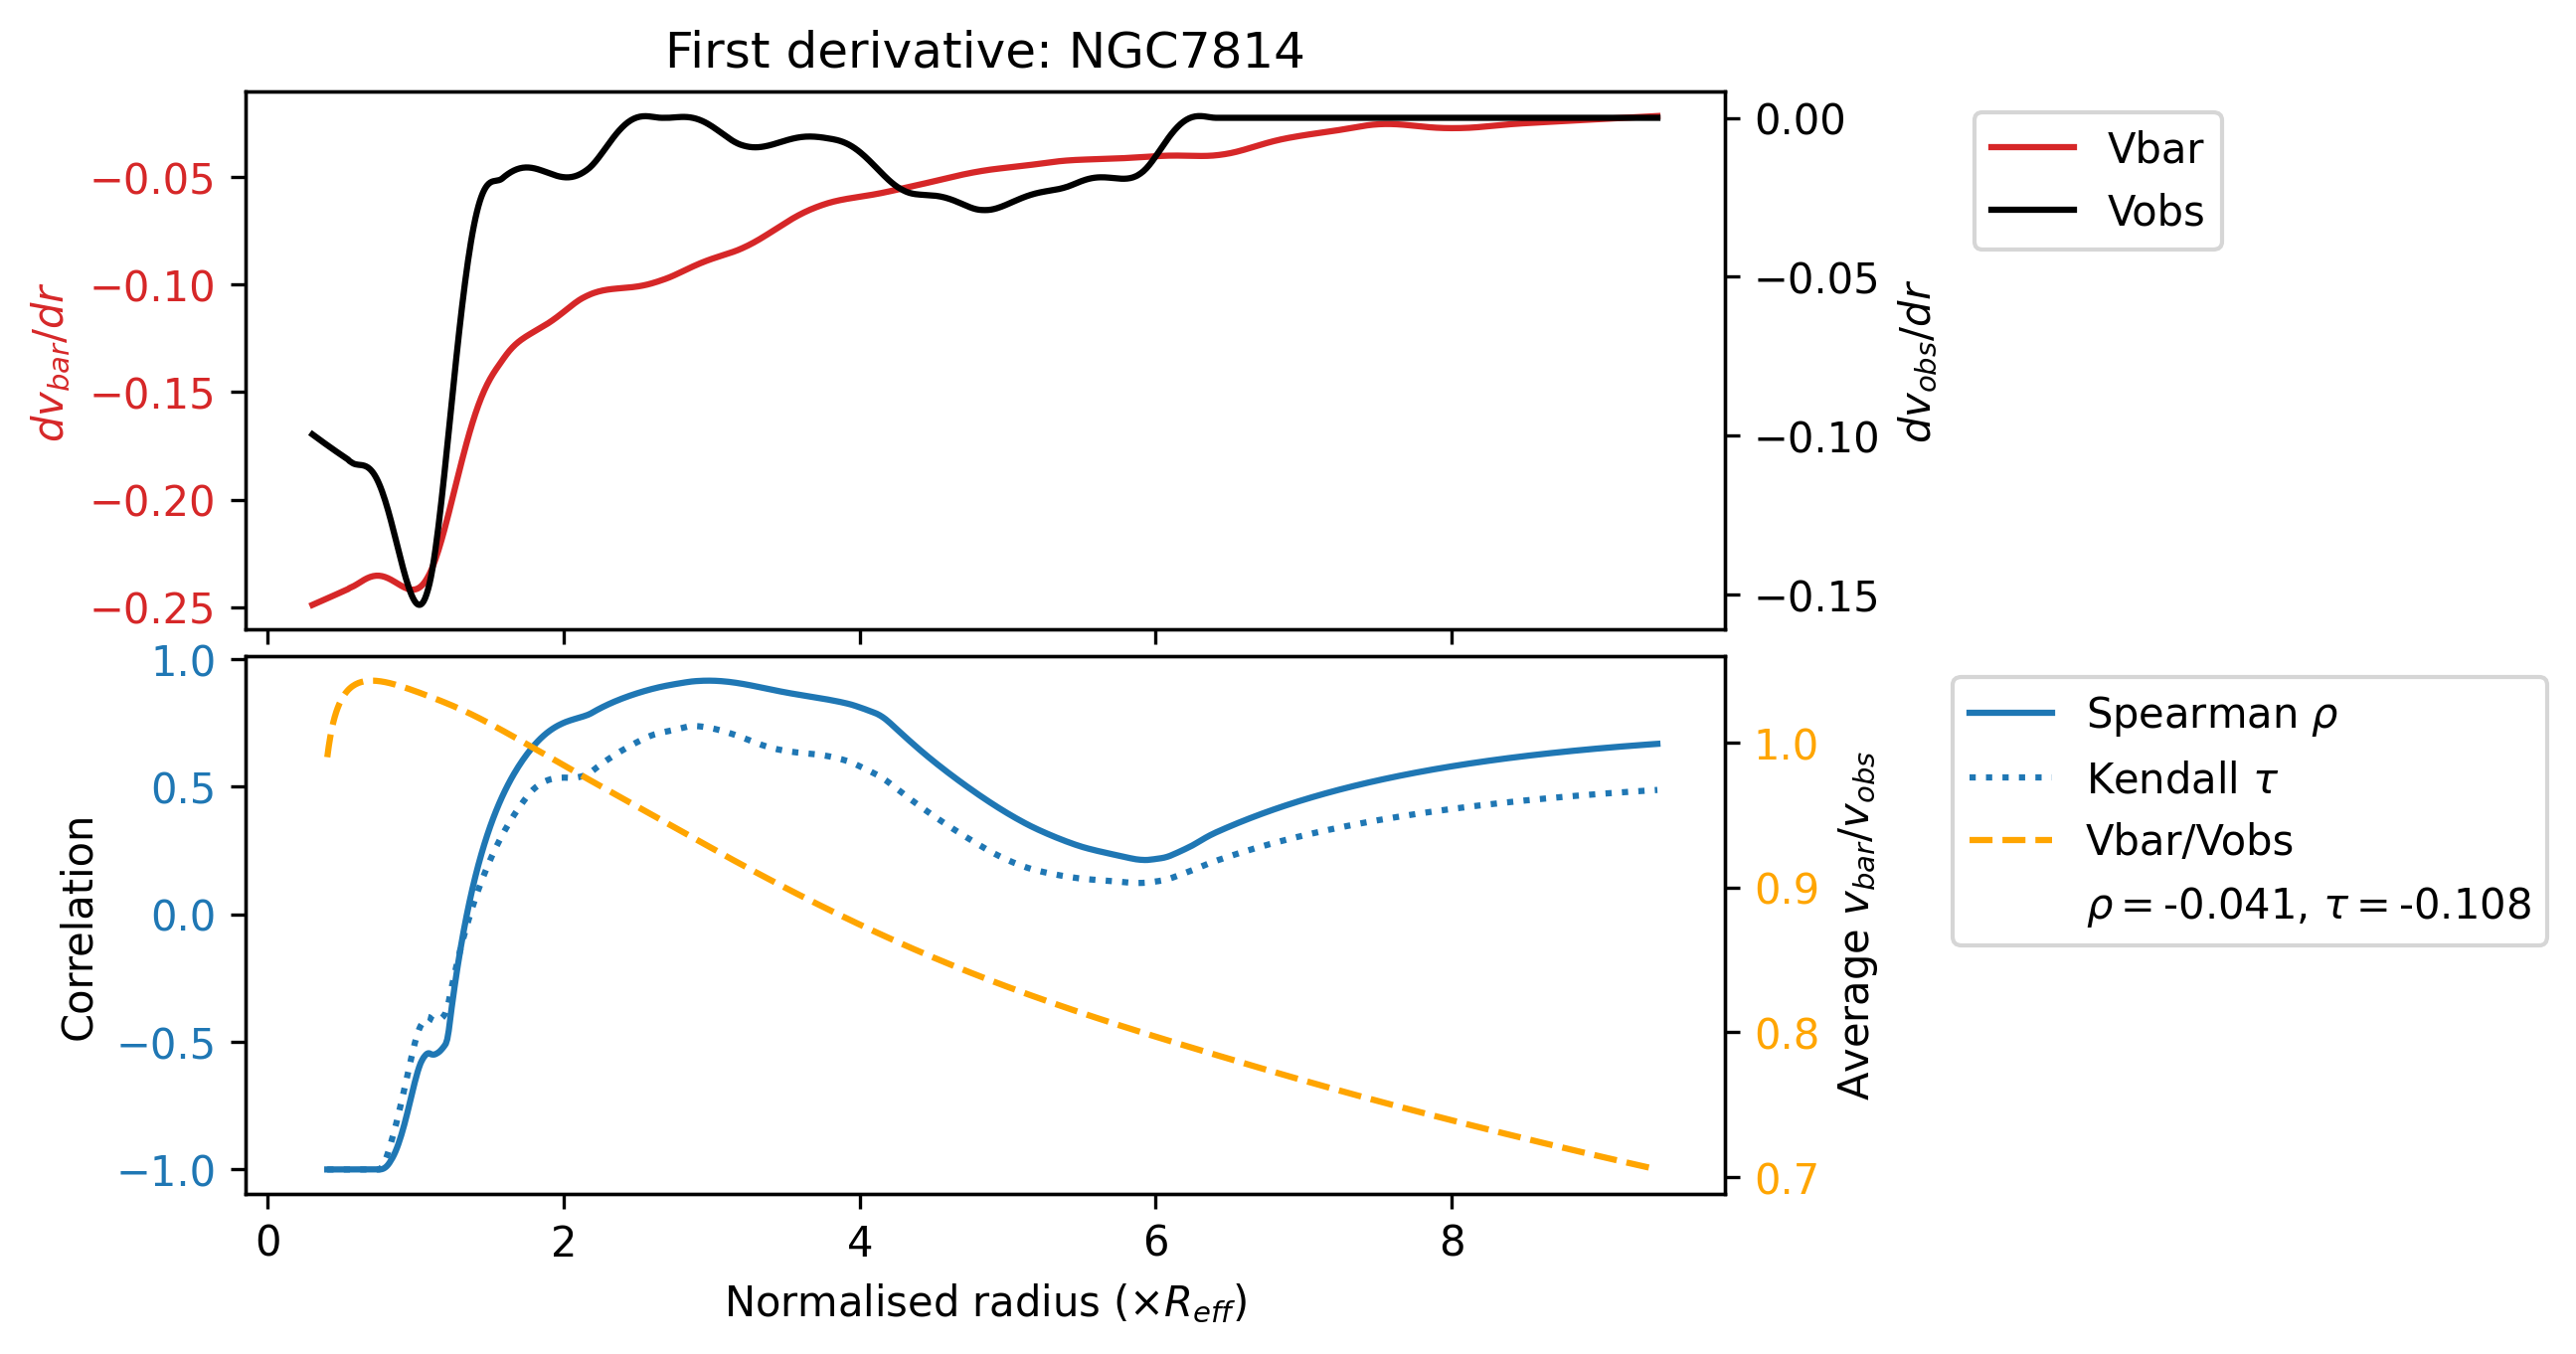 First derivative: NGC7814
dv_bar/dr
−0.05
−0.10
−0.15
−0.20
−0.25
0.00
−0.05
−0.10
−0.15
dv_obs/dr
Vbar
Vobs
Correlation
1.0
0.5
0.0
−0.5
−1.0
1.0
0.9
0.8
0.7
Average v_bar/v_obs
Spearman ρ
Kendall τ
Vbar/Vobs
ρ = -0.041, τ = -0.108
0 2 4 6 8
Normalised radius (×R_eff)